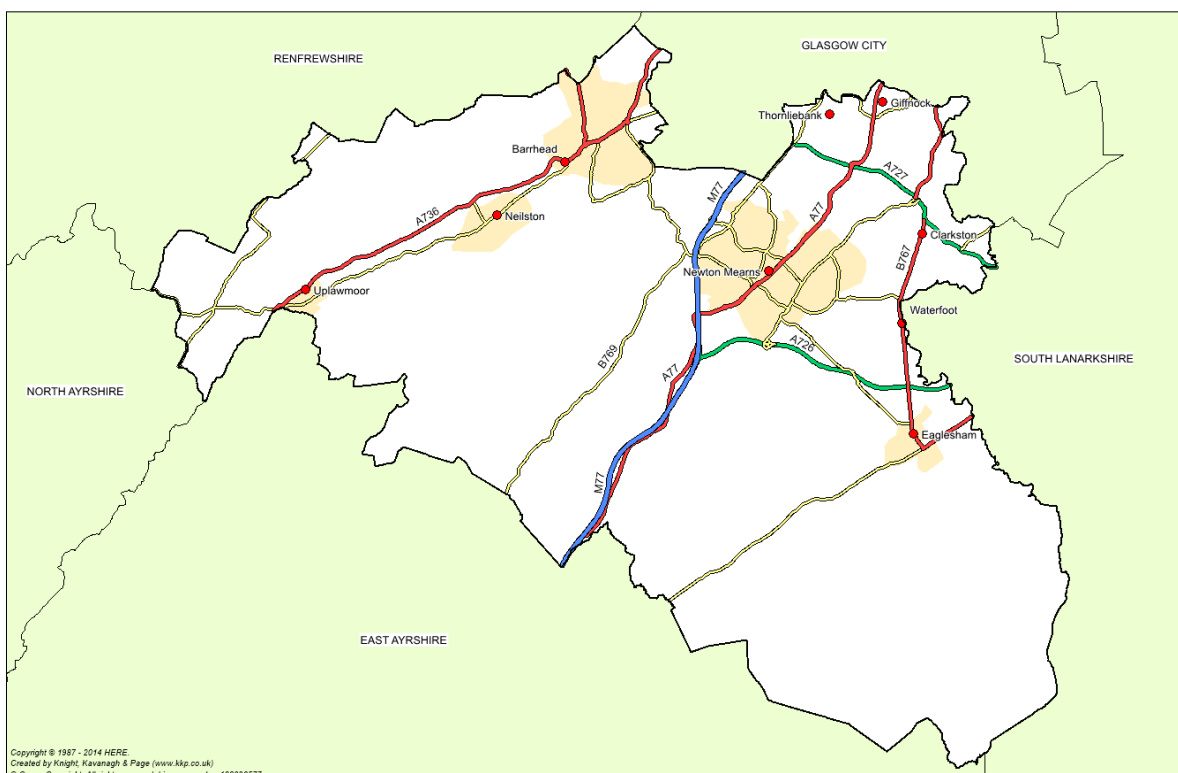 GLASGOW CITY
RENFREWSHIRE
Giffnock
Thornliebank
Barrhead
A727
M77
A77
A736
Neilston
Clarkston
B767
Newton Mearns
Uplawmoor
Waterfoot
A726
B769
A77
SOUTH LANARKSHIRE
NORTH AYRSHIRE
Eaglesham
M77
EAST AYRSHIRE
Copyright © 1987 - 2014 HERE.
Created by Knight, Kavanagh & Page (www.kkp.co.uk)